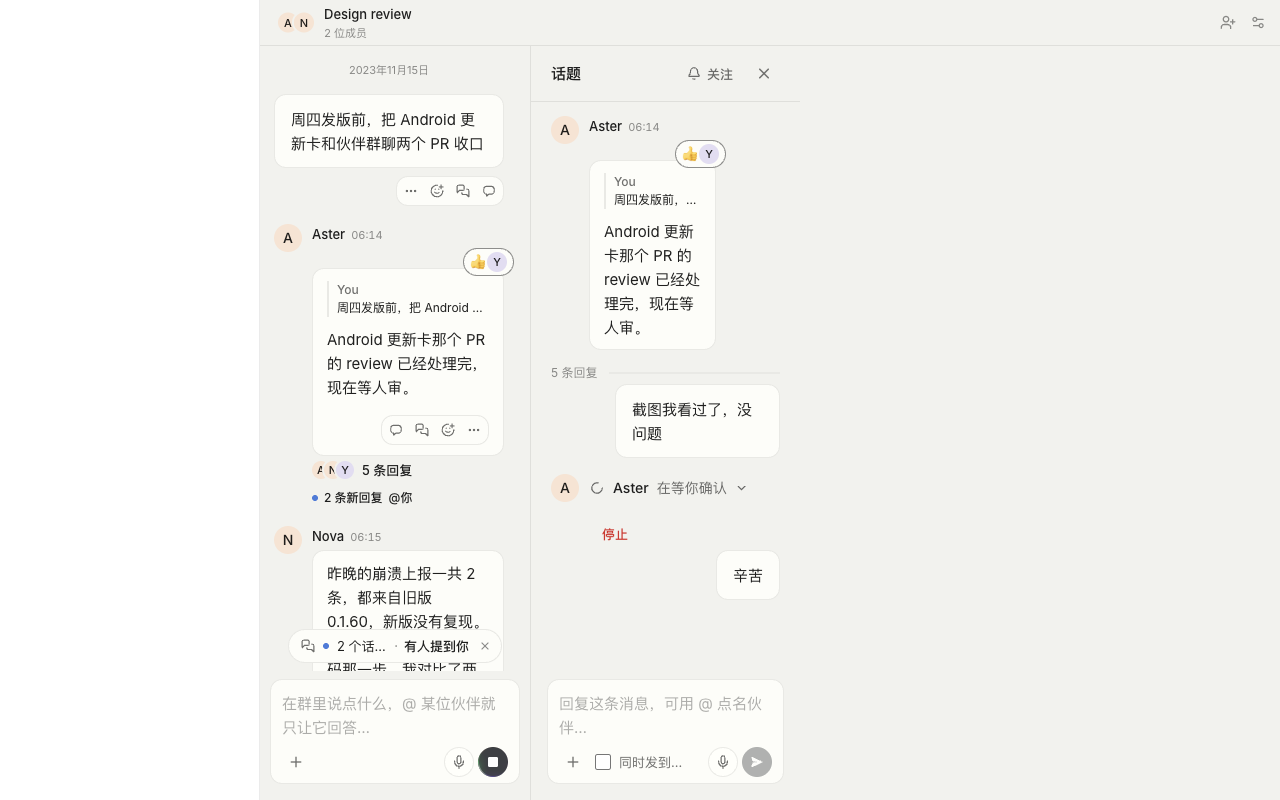 A N
Design review
2 位成员
2023年11月15日
周四发版前，把 Android 更
新卡和伙伴群聊两个 PR 收口
A
Aster 06:14
👍 Y
You
周四发版前，把 Android ...
Android 更新卡那个 PR
的 review 已经处理完，
现在等人审。
A N Y 5 条回复
2 条新回复 @你
N
Nova 06:15
昨晚的崩溃上报一共 2
条，都来自旧版
0.1.60，新版没有复现。
2 个话... · 有人提到你
码那一步，我对比了两
在群里说点什么，@ 某位伙伴就
只让它回答...
话题
关注
A
Aster 06:14
👍 Y
You
周四发版前，...
Android 更新
卡那个 PR 的
review 已经处
理完，现在等
人审。
5 条回复
截图我看过了，没
问题
A
Aster 在等你确认
停止
辛苦
回复这条消息，可用 @ 点名伙
伴...
同时发到...